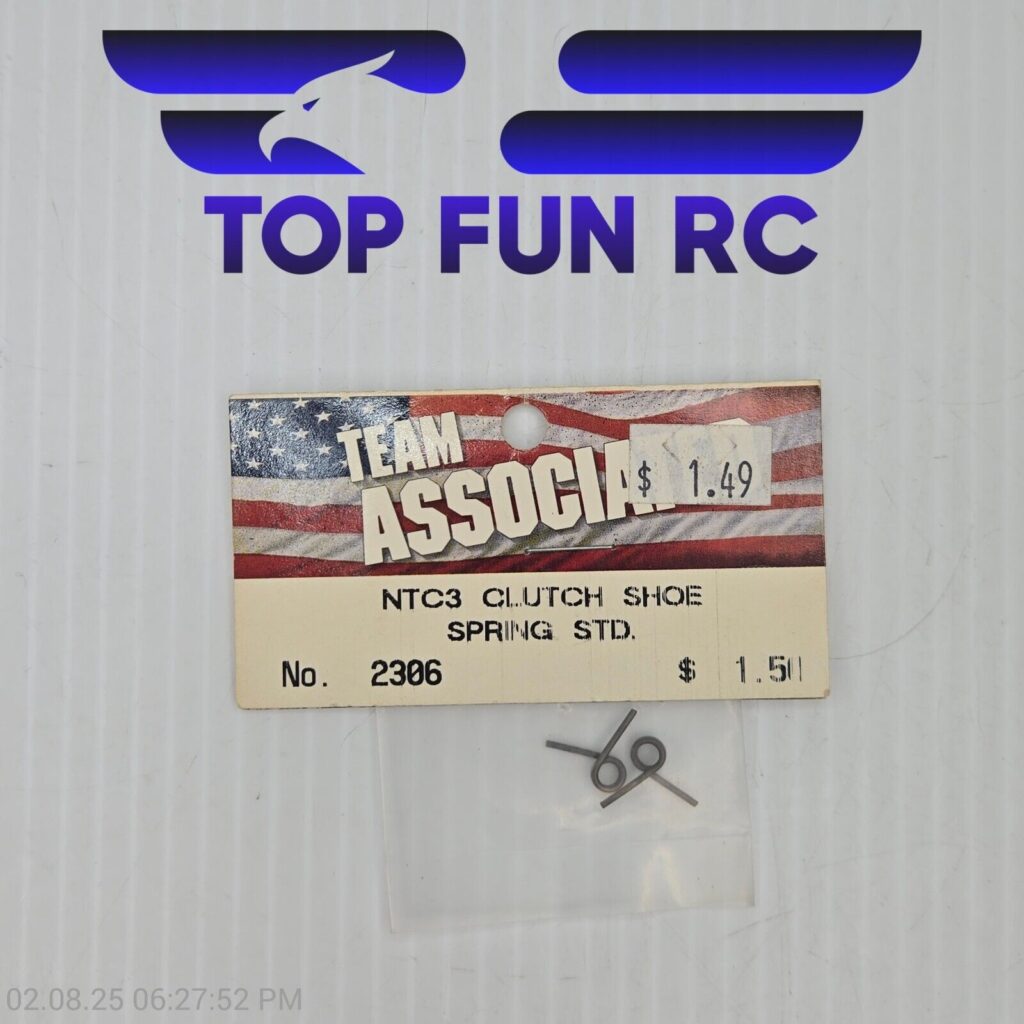 TOP FUN RC
TEAM
ASSOCIA
$ 1.49
NTC3 CLUTCH SHOE
SPRING STD.
No. 2306 $ 1.50
02.08.25 06:27:52 PM